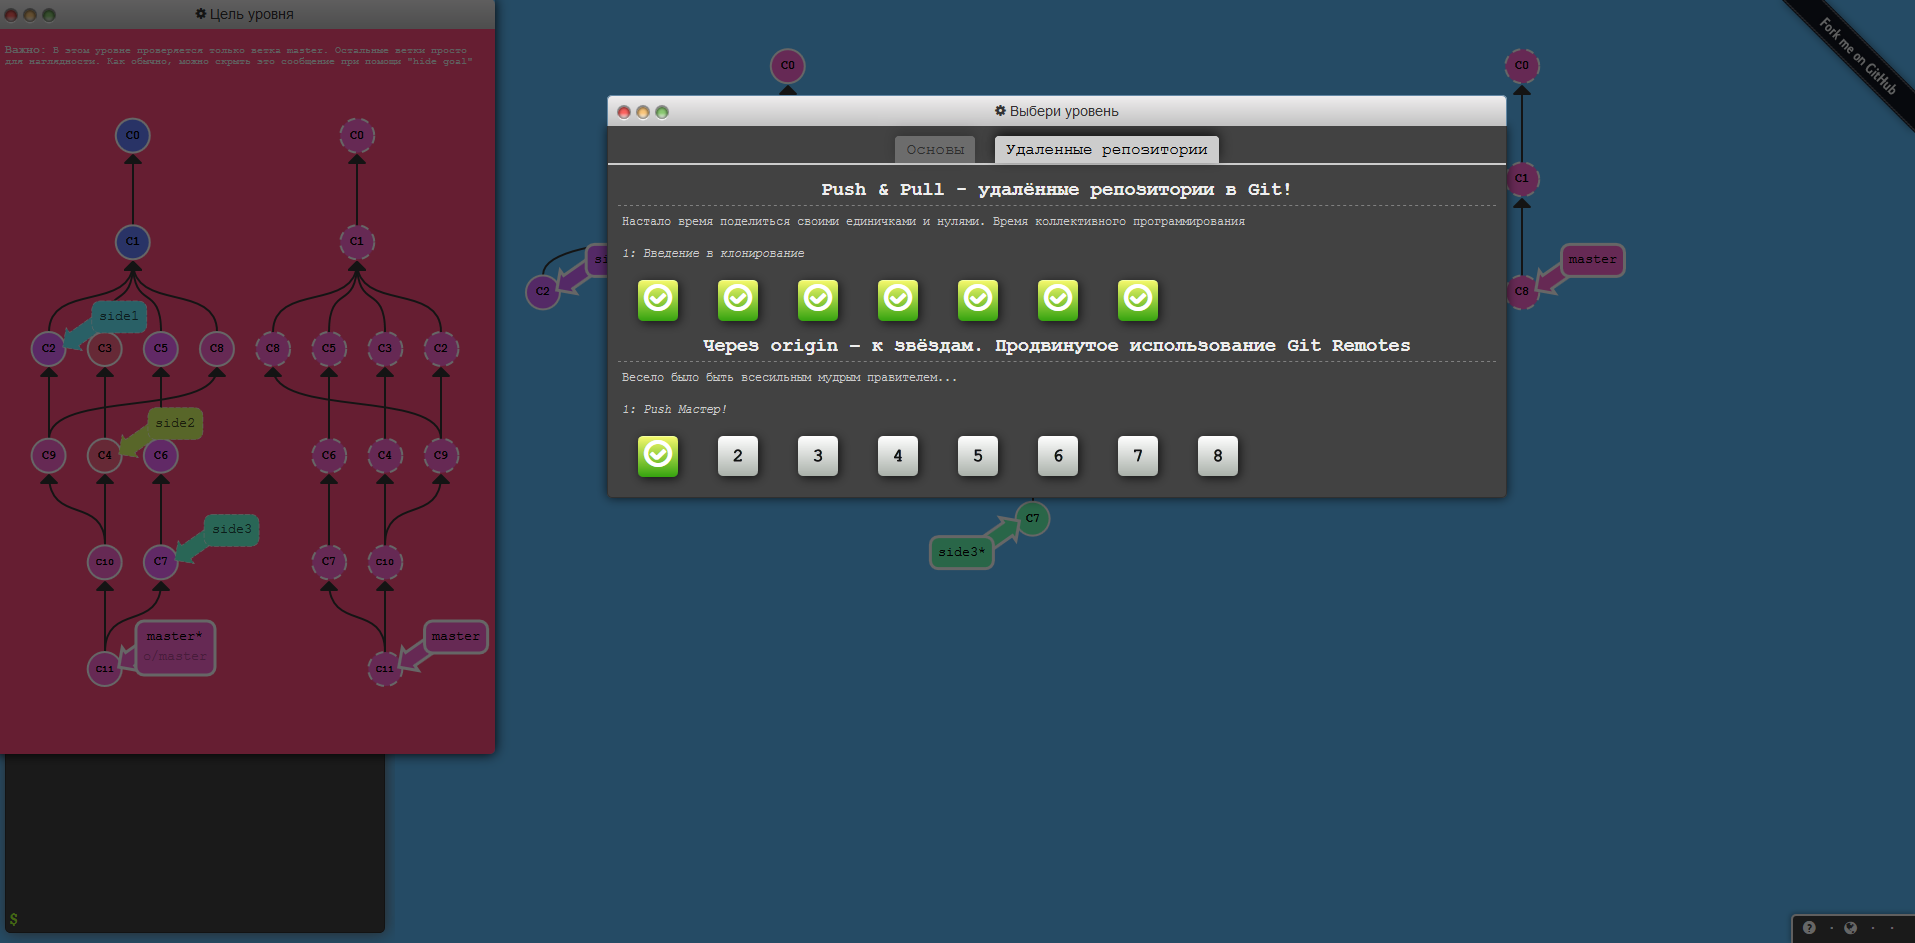 Цель уровня
Важно: В этом уровне проверяется только ветка master. Остальные ветки просто
для наглядности. Как обычно, можно скрыть это сообщение при помощи "hide goal"
C0
C0
C1
C1
side1
C2
C3
C5
C8
C8
C5
C3
C2
side2
C9
C4
C6
C6
C4
C9
side3
C10
C7
C7
C10
master*
o/master
master
C11
C11
$
C0
C2
si
Выбери уровень
Основы
Удаленные репозитории
Push & Pull - удалённые репозитории в Git!
Настало время поделиться своими единичками и нулями. Время коллективного программирования
1: Введение в клонирование
Через origin – к звёздам. Продвинутое использование Git Remotes
Весело было быть всесильным мудрым правителем...
1: Push Мастер!
2
3
4
5
6
7
8
C7
side3*
C0
C1
master
C8
Fork me on GitHub